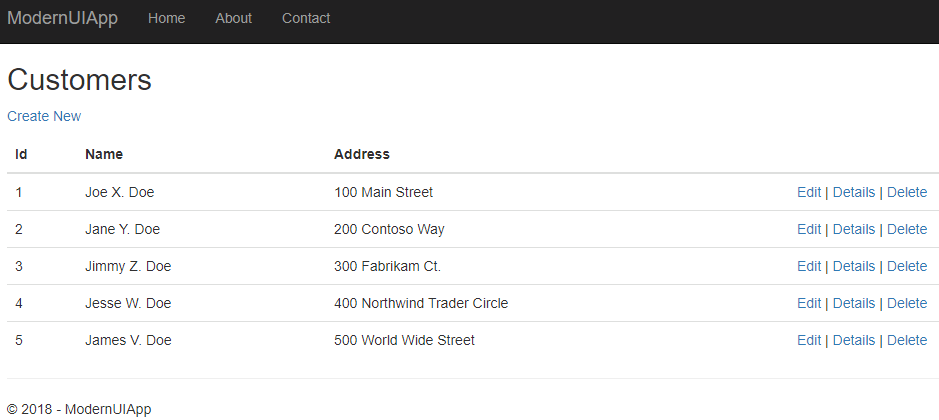 ModernUIApp Home About Contact
Customers
Create New
Id Name Address
1 Joe X. Doe 100 Main Street Edit | Details | Delete
2 Jane Y. Doe 200 Contoso Way Edit | Details | Delete
3 Jimmy Z. Doe 300 Fabrikam Ct. Edit | Details | Delete
4 Jesse W. Doe 400 Northwind Trader Circle Edit | Details | Delete
5 James V. Doe 500 World Wide Street Edit | Details | Delete
© 2018 - ModernUIApp